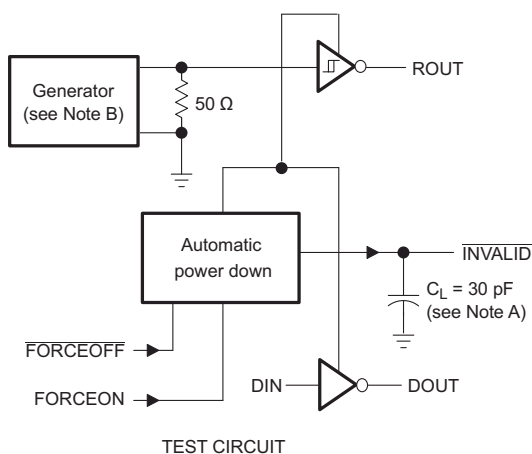 Generator
(see Note B)
50 Ω
ROUT
Automatic
power down
INVALID
C_L = 30 pF
(see Note A)
FORCEOFF
FORCEON
DIN
DOUT
TEST CIRCUIT